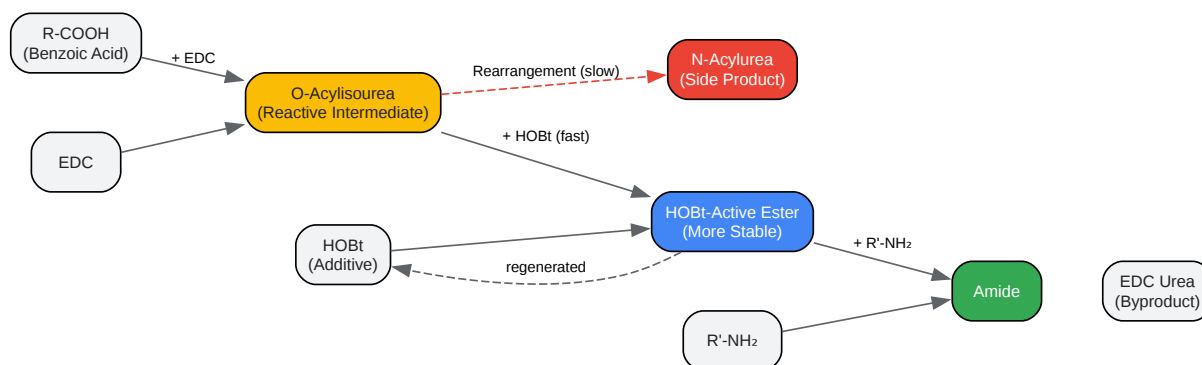 R-COOH
(Benzoic Acid)
+ EDC
EDC
O-Acylisourea
(Reactive Intermediate)
Rearrangement (slow)
N-Acylurea
(Side Product)
+ HOBt (fast)
HOBt
(Additive)
regenerated
HOBt-Active Ester
(More Stable)
+ R'-NH₂
R'-NH₂
Amide
EDC Urea
(Byproduct)